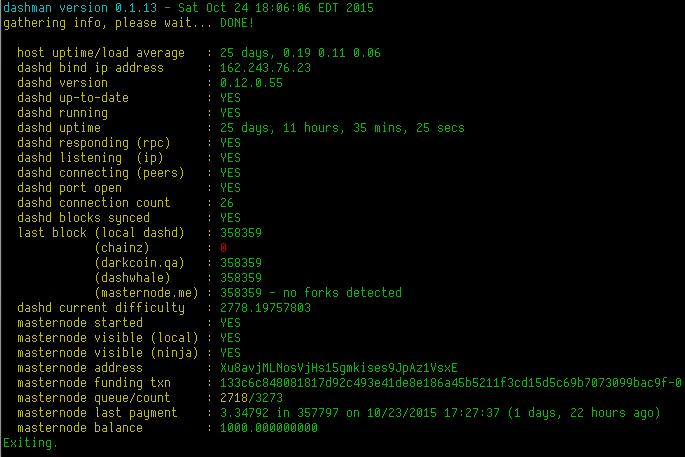 dashman version 0.1.13 - Sat Oct 24 18:06:06 EDT 2015
gathering info, please wait... DONE!
host uptime/load average : 25 days, 0.19 0.11 0.06
dashd bind ip address : 162.243.76.23
dashd version : 0.12.0.55
dashd up-to-date : YES
dashd running : YES
dashd uptime : 25 days, 11 hours, 35 mins, 25 secs
dashd responding (rpc) : YES
dashd listening (ip) : YES
dashd connecting (peers) : YES
dashd port open : YES
dashd connection count : 26
dashd blocks synced : YES
last block (local dashd) : 358359
(chainz) : 0
(darkcoin.qa) : 358359
(dashwhale) : 358359
(masternode.me) : 358359 - no forks detected
dashd current difficulty : 2778.19757803
masternode started : YES
masternode visible (local) : YES
masternode visible (ninja) : YES
masternode address : Xu8avjMLNosVjHs15gmkises9JpAz1VsxE
masternode funding txn : 133c6c848081817d92c493e41de8e186a45b5211f3cd15d5c69b7073099bac9f-0
masternode queue/count : 2718/3273
masternode last payment : 3.34792 in 357797 on 10/23/2015 17:27:37 (1 days, 22 hours ago)
masternode balance : 1000.000000000
Exiting.